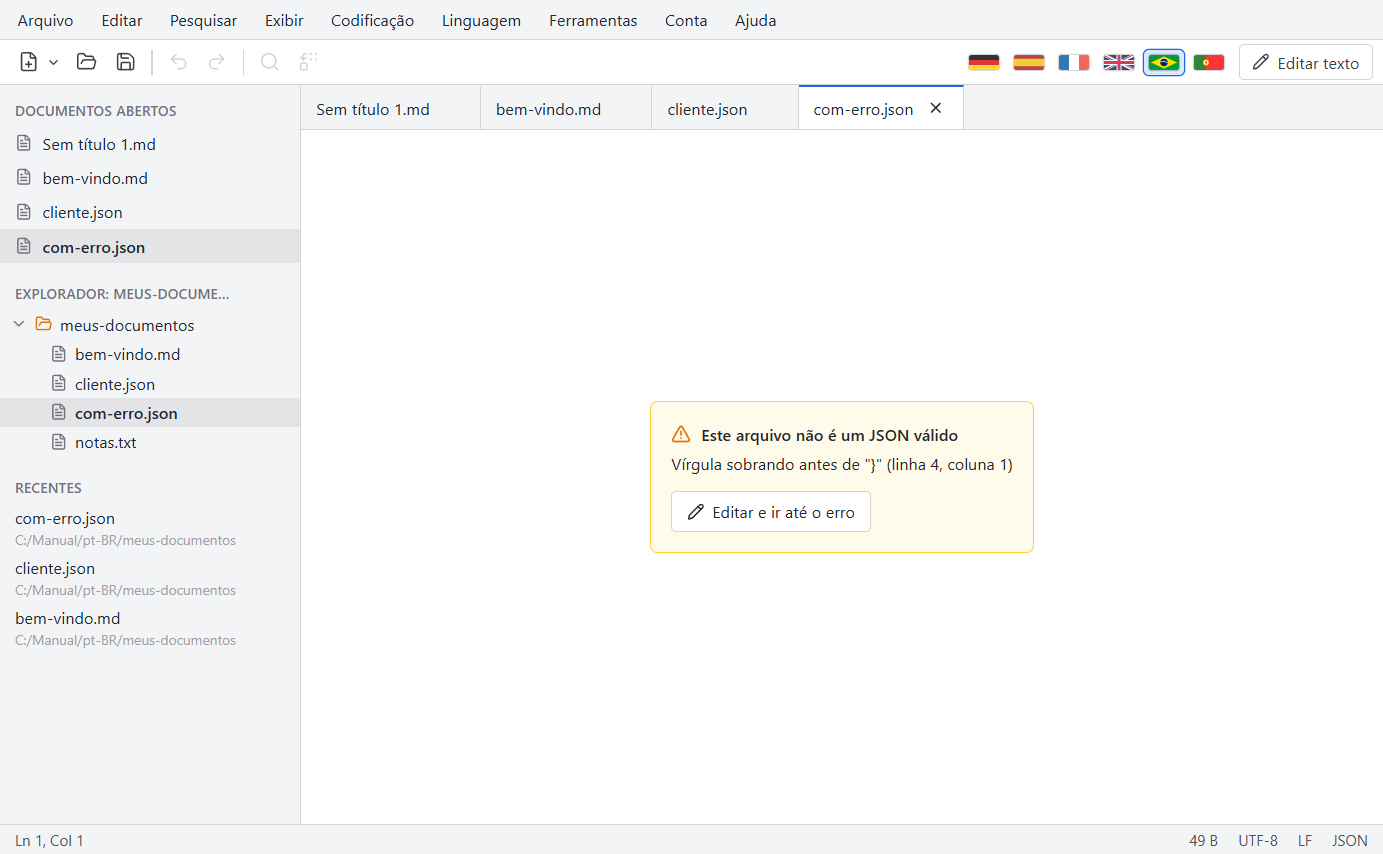 Arquivo Editar Pesquisar Exibir Codificação Linguagem Ferramentas Conta Ajuda
Editar texto
DOCUMENTOS ABERTOS
Sem título 1.md
bem-vindo.md
cliente.json
com-erro.json
EXPLORADOR: MEUS-DOCUME...
meus-documentos
bem-vindo.md
cliente.json
com-erro.json
notas.txt
RECENTES
com-erro.json
C:/Manual/pt-BR/meus-documentos
cliente.json
C:/Manual/pt-BR/meus-documentos
bem-vindo.md
C:/Manual/pt-BR/meus-documentos
Sem título 1.md bem-vindo.md cliente.json com-erro.json
Este arquivo não é um JSON válido
Vírgula sobrando antes de "}" (linha 4, coluna 1)
Editar e ir até o erro
Ln 1, Col 1 49 B UTF-8 LF JSON